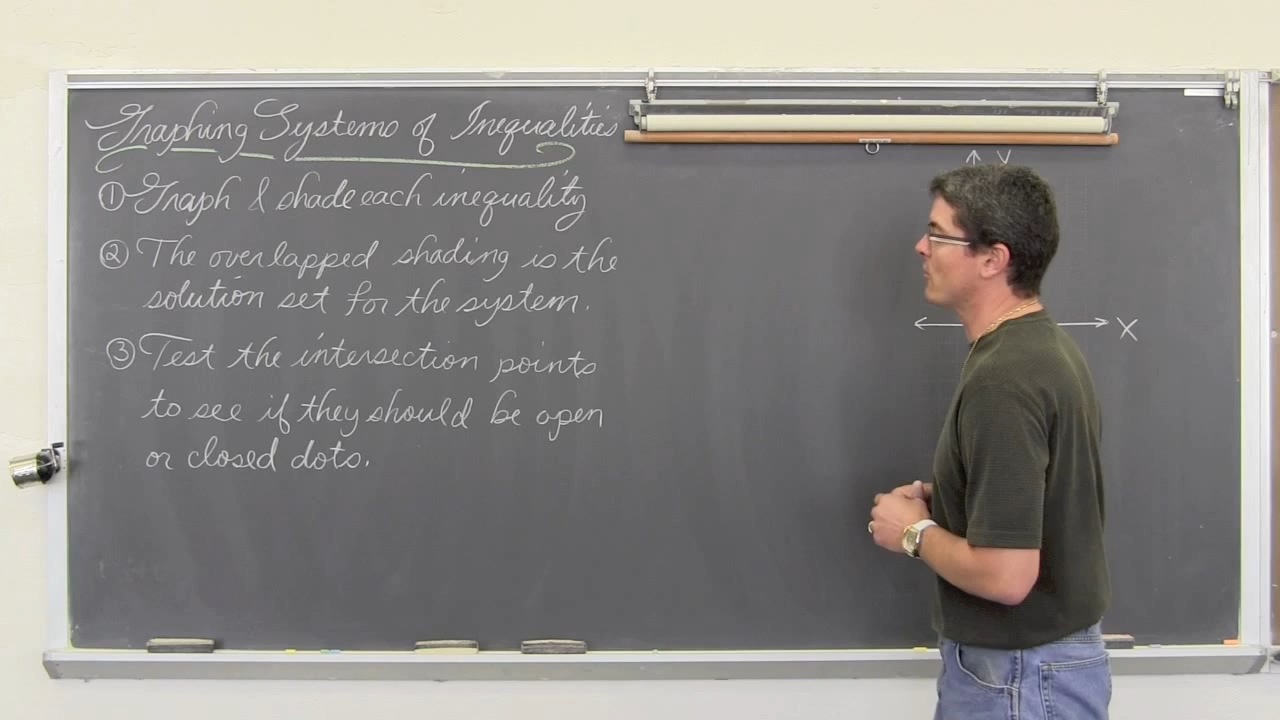 Graphing Systems of Inequalities
① Graph & shade each inequality
② The overlapped shading is the
solution set for the system.
③ Test the intersection points
to see if they should be open
or closed dots.
y
X